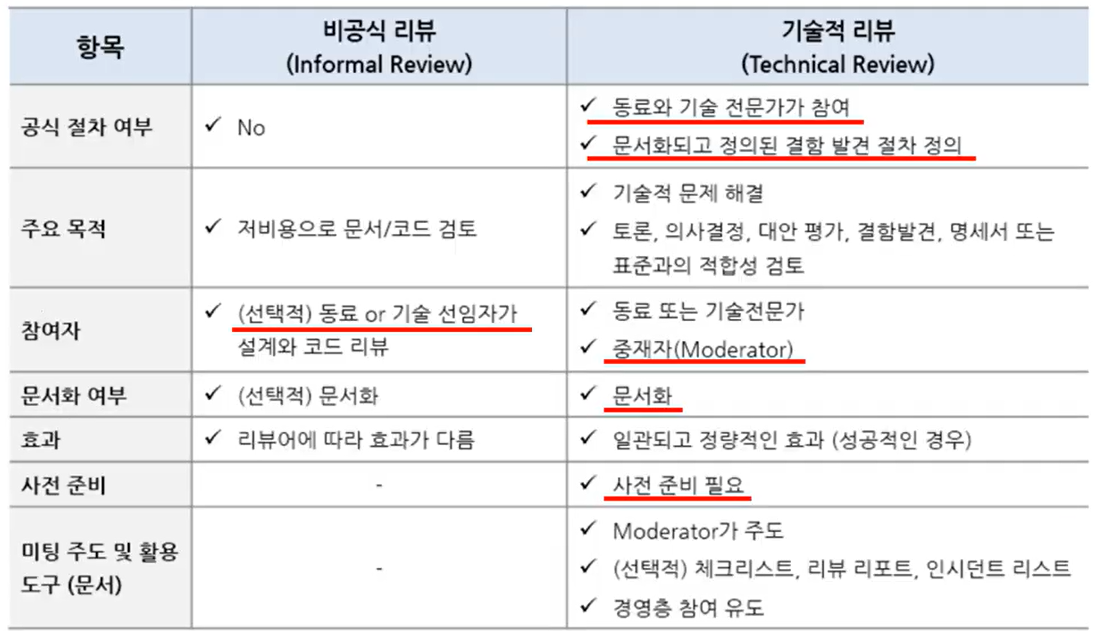 항목
비공식 리뷰
(Informal Review)
기술적 리뷰
(Technical Review)
공식 절차 여부
✓ No
✓ 동료와 기술 전문가가 참여
✓ 문서화되고 정의된 결함 발견 절차 정의
주요 목적
✓ 저비용으로 문서/코드 검토
✓ 기술적 문제 해결
✓ 토론, 의사결정, 대안 평가, 결함발견, 명세서 또는
표준과의 적합성 검토
참여자
✓ (선택적) 동료 or 기술 선임자가
설계와 코드 리뷰
✓ 동료 또는 기술전문가
✓ 중재자(Moderator)
문서화 여부
✓ (선택적) 문서화
✓ 문서화
효과
✓ 리뷰어에 따라 효과가 다름
✓ 일관되고 정량적인 효과 (성공적인 경우)
사전 준비
-
✓ 사전 준비 필요
미팅 주도 및 활용
도구 (문서)
-
✓ Moderator가 주도
✓ (선택적) 체크리스트, 리뷰 리포트, 인시던트 리스트
✓ 경영층 참여 유도